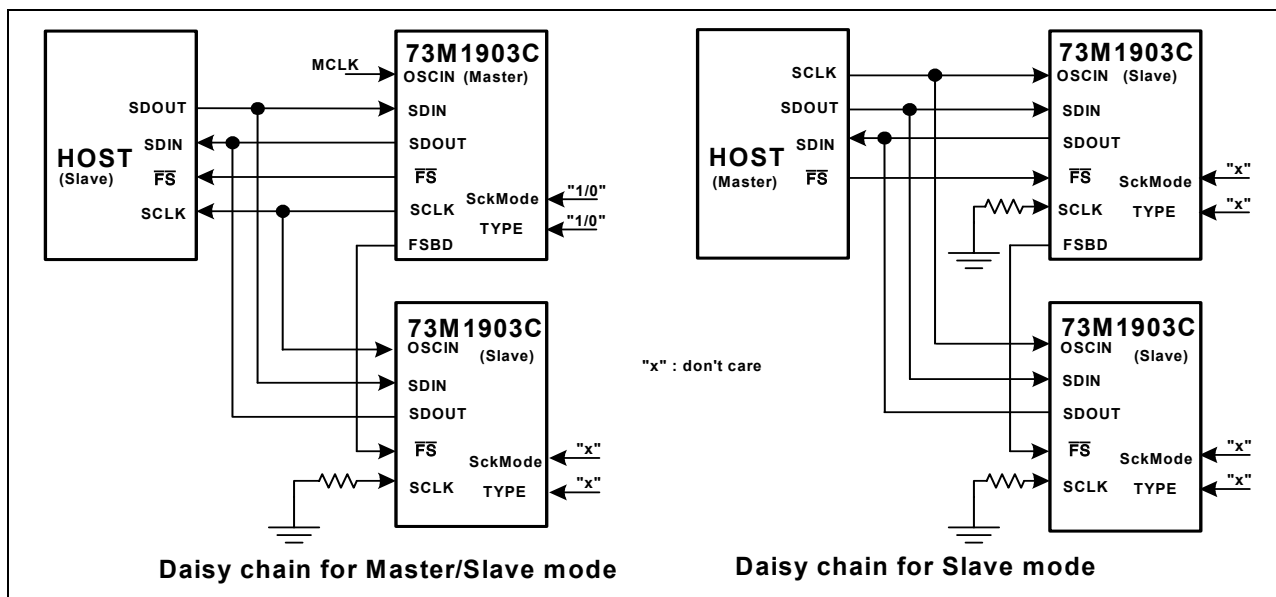 73M1903C
MCLK
OSCIN (Master)
SDOUT
SDIN
SDIN
SDOUT
HOST
(Slave)
FS
FS
SckMode
"1/0"
SCLK
SCLK
TYPE
"1/0"
FSBD
73M1903C
OSCIN
(Slave)
SDIN
SDOUT
FS
SckMode
"x"
SCLK
TYPE
"x"
Daisy chain for Master/Slave mode
"x" : don't care
73M1903C
SCLK
OSCIN (Slave)
SDOUT
SDIN
SDIN
SDOUT
HOST
(Master)
FS
FS
SckMode
"x"
SCLK
TYPE
"x"
FSBD
73M1903C
OSCIN
(Slave)
SDIN
SDOUT
FS
SckMode
"x"
SCLK
TYPE
"x"
Daisy chain for Slave mode